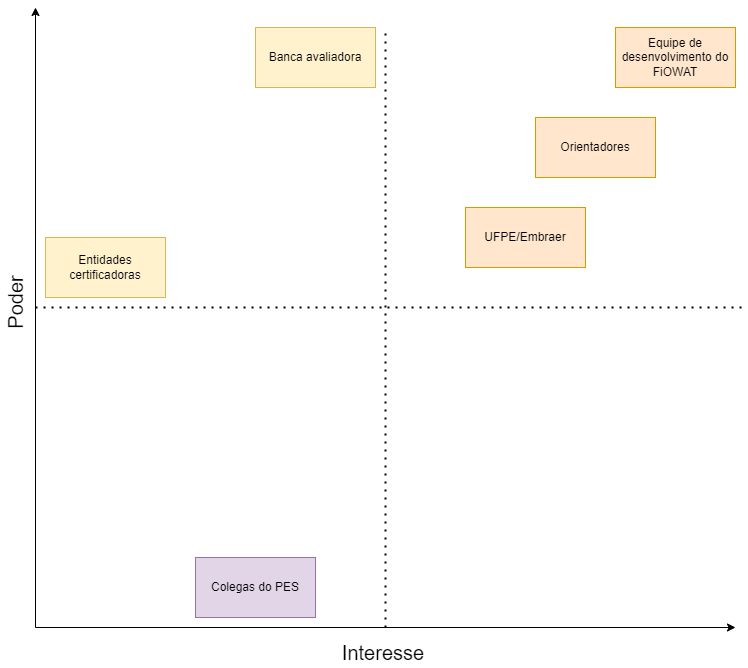 Banca avaliadora
Equipe de
desenvolvimento do
FiOWAT
Orientadores
UFPE/Embraer
Entidades
certificadoras
Poder
Colegas do PES
Interesse